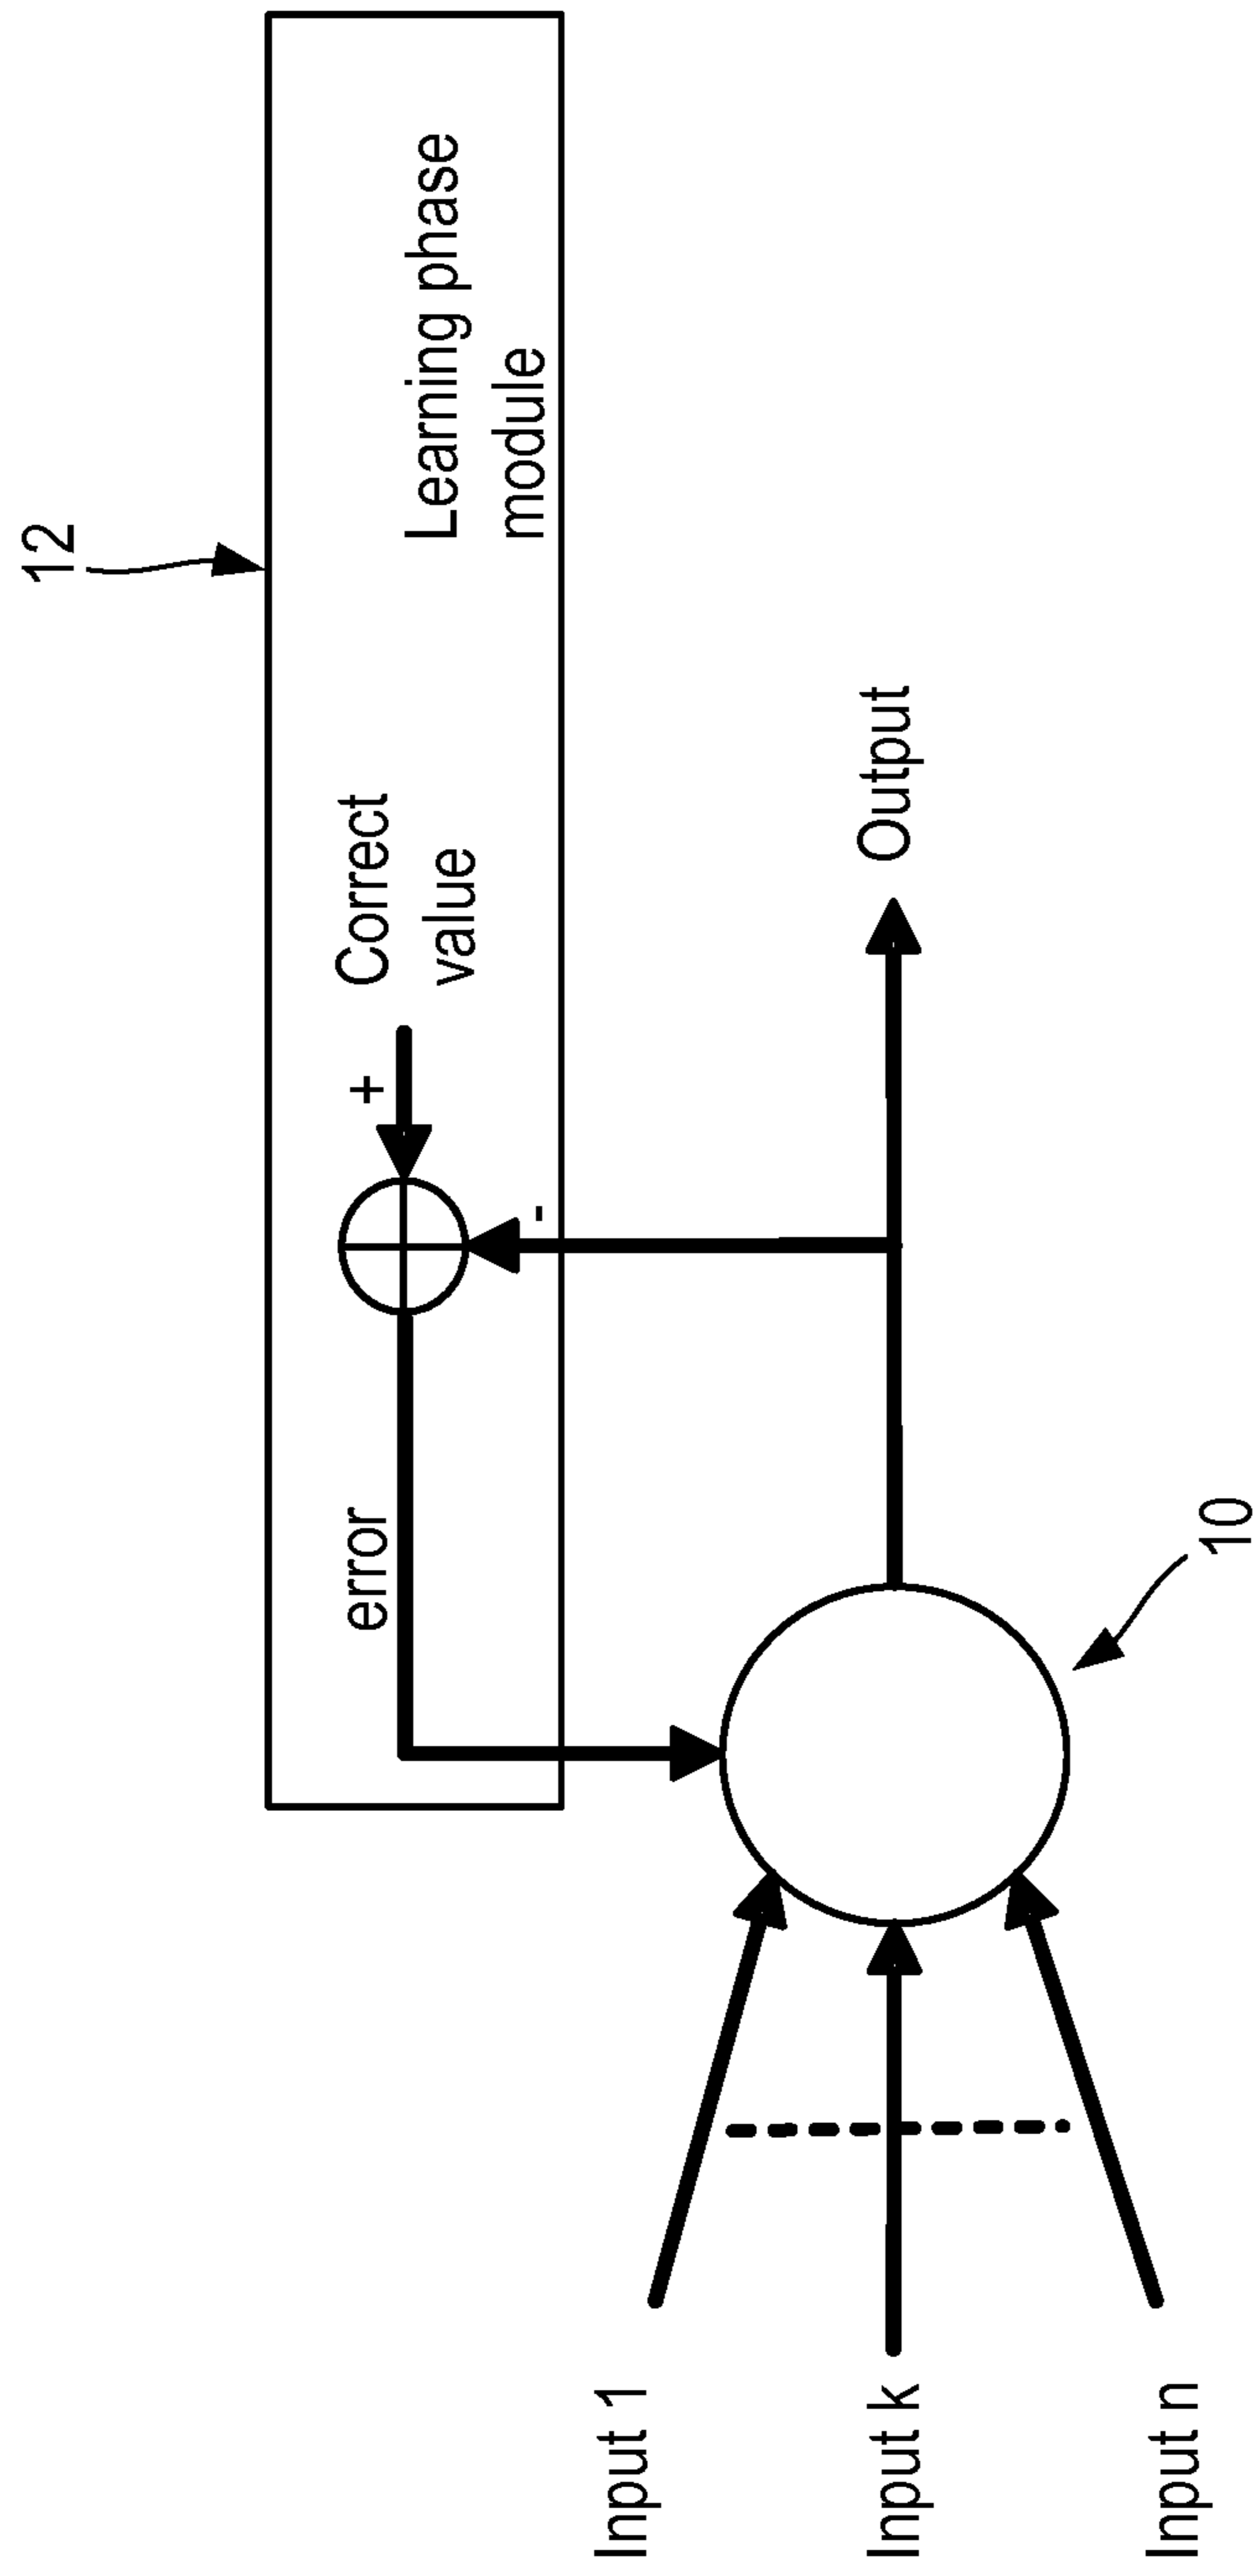 12
Learning phase
module
Correct
value
+
-
error
Output
10
Input 1
Input k
Input n